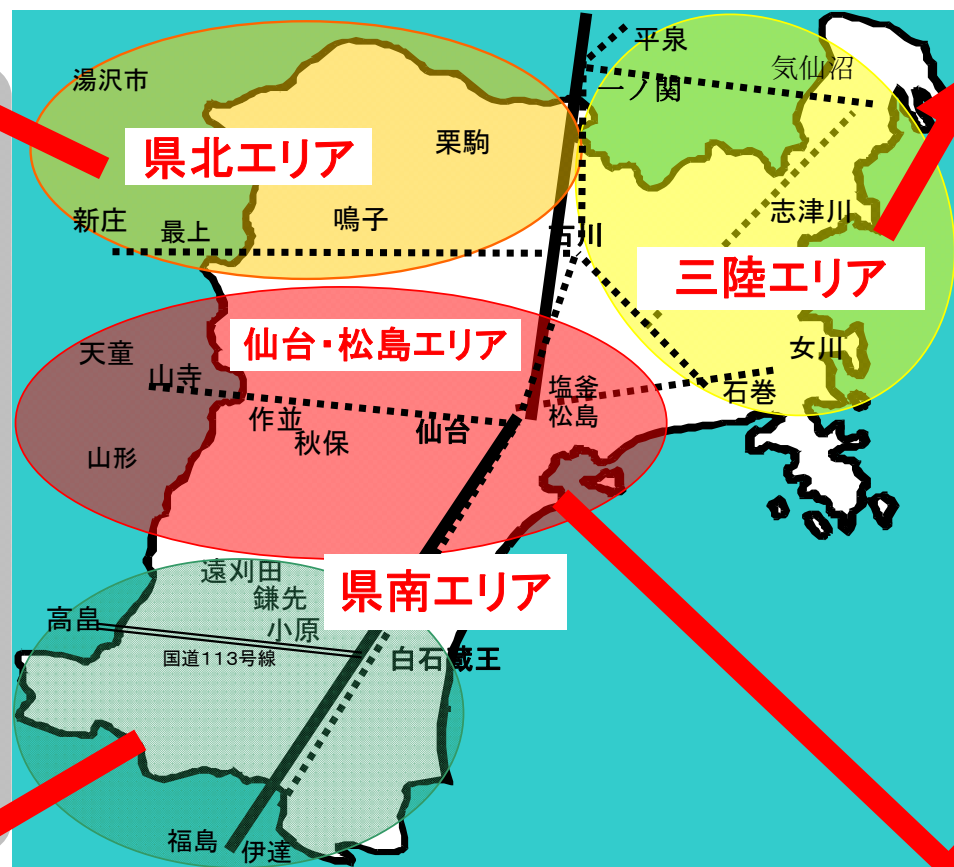 平泉
気仙沼
一ノ関
湯沢市
栗駒
県北エリア
新庄
最上
鳴子
古川
志津川
三陸エリア
仙台・松島エリア
天童
山寺
女川
石巻
塩釜
松島
作並
秋保
仙台
山形
県南エリア
遠刈田
鎌先
小原
高畠
国道113号線
白石蔵王
福島
伊達